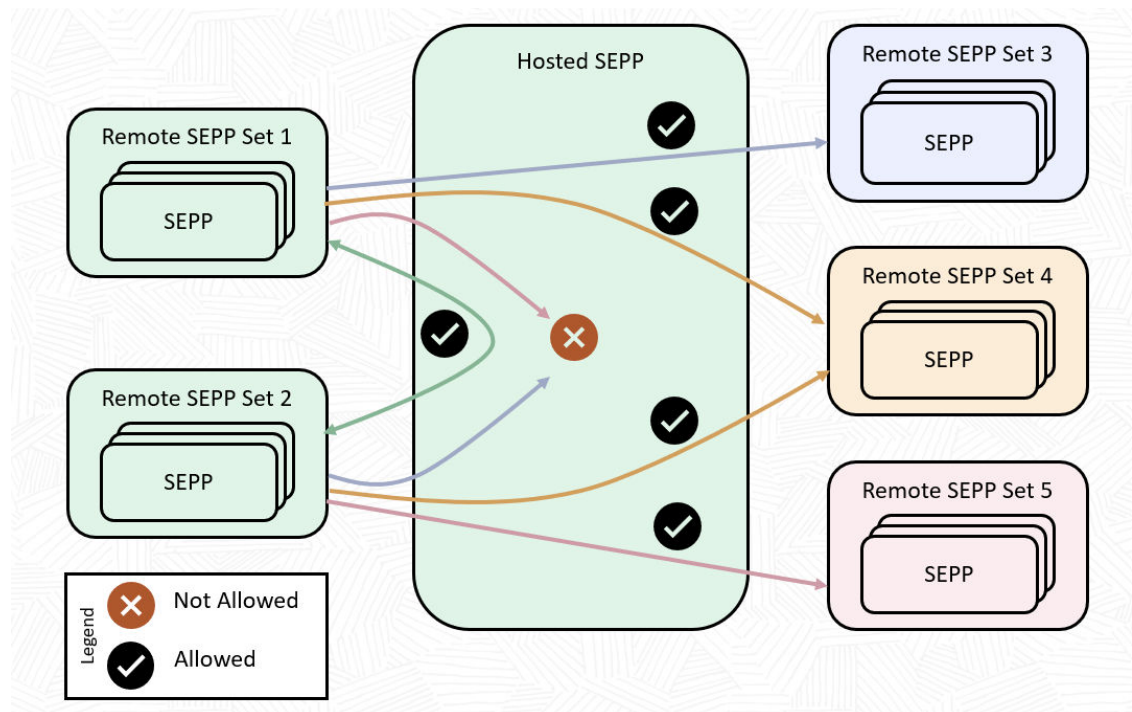 Hosted SEPP
Remote SEPP Set 1
SEPP
Remote SEPP Set 2
SEPP
Remote SEPP Set 3
SEPP
Remote SEPP Set 4
SEPP
Remote SEPP Set 5
SEPP
Legend
Not Allowed
Allowed